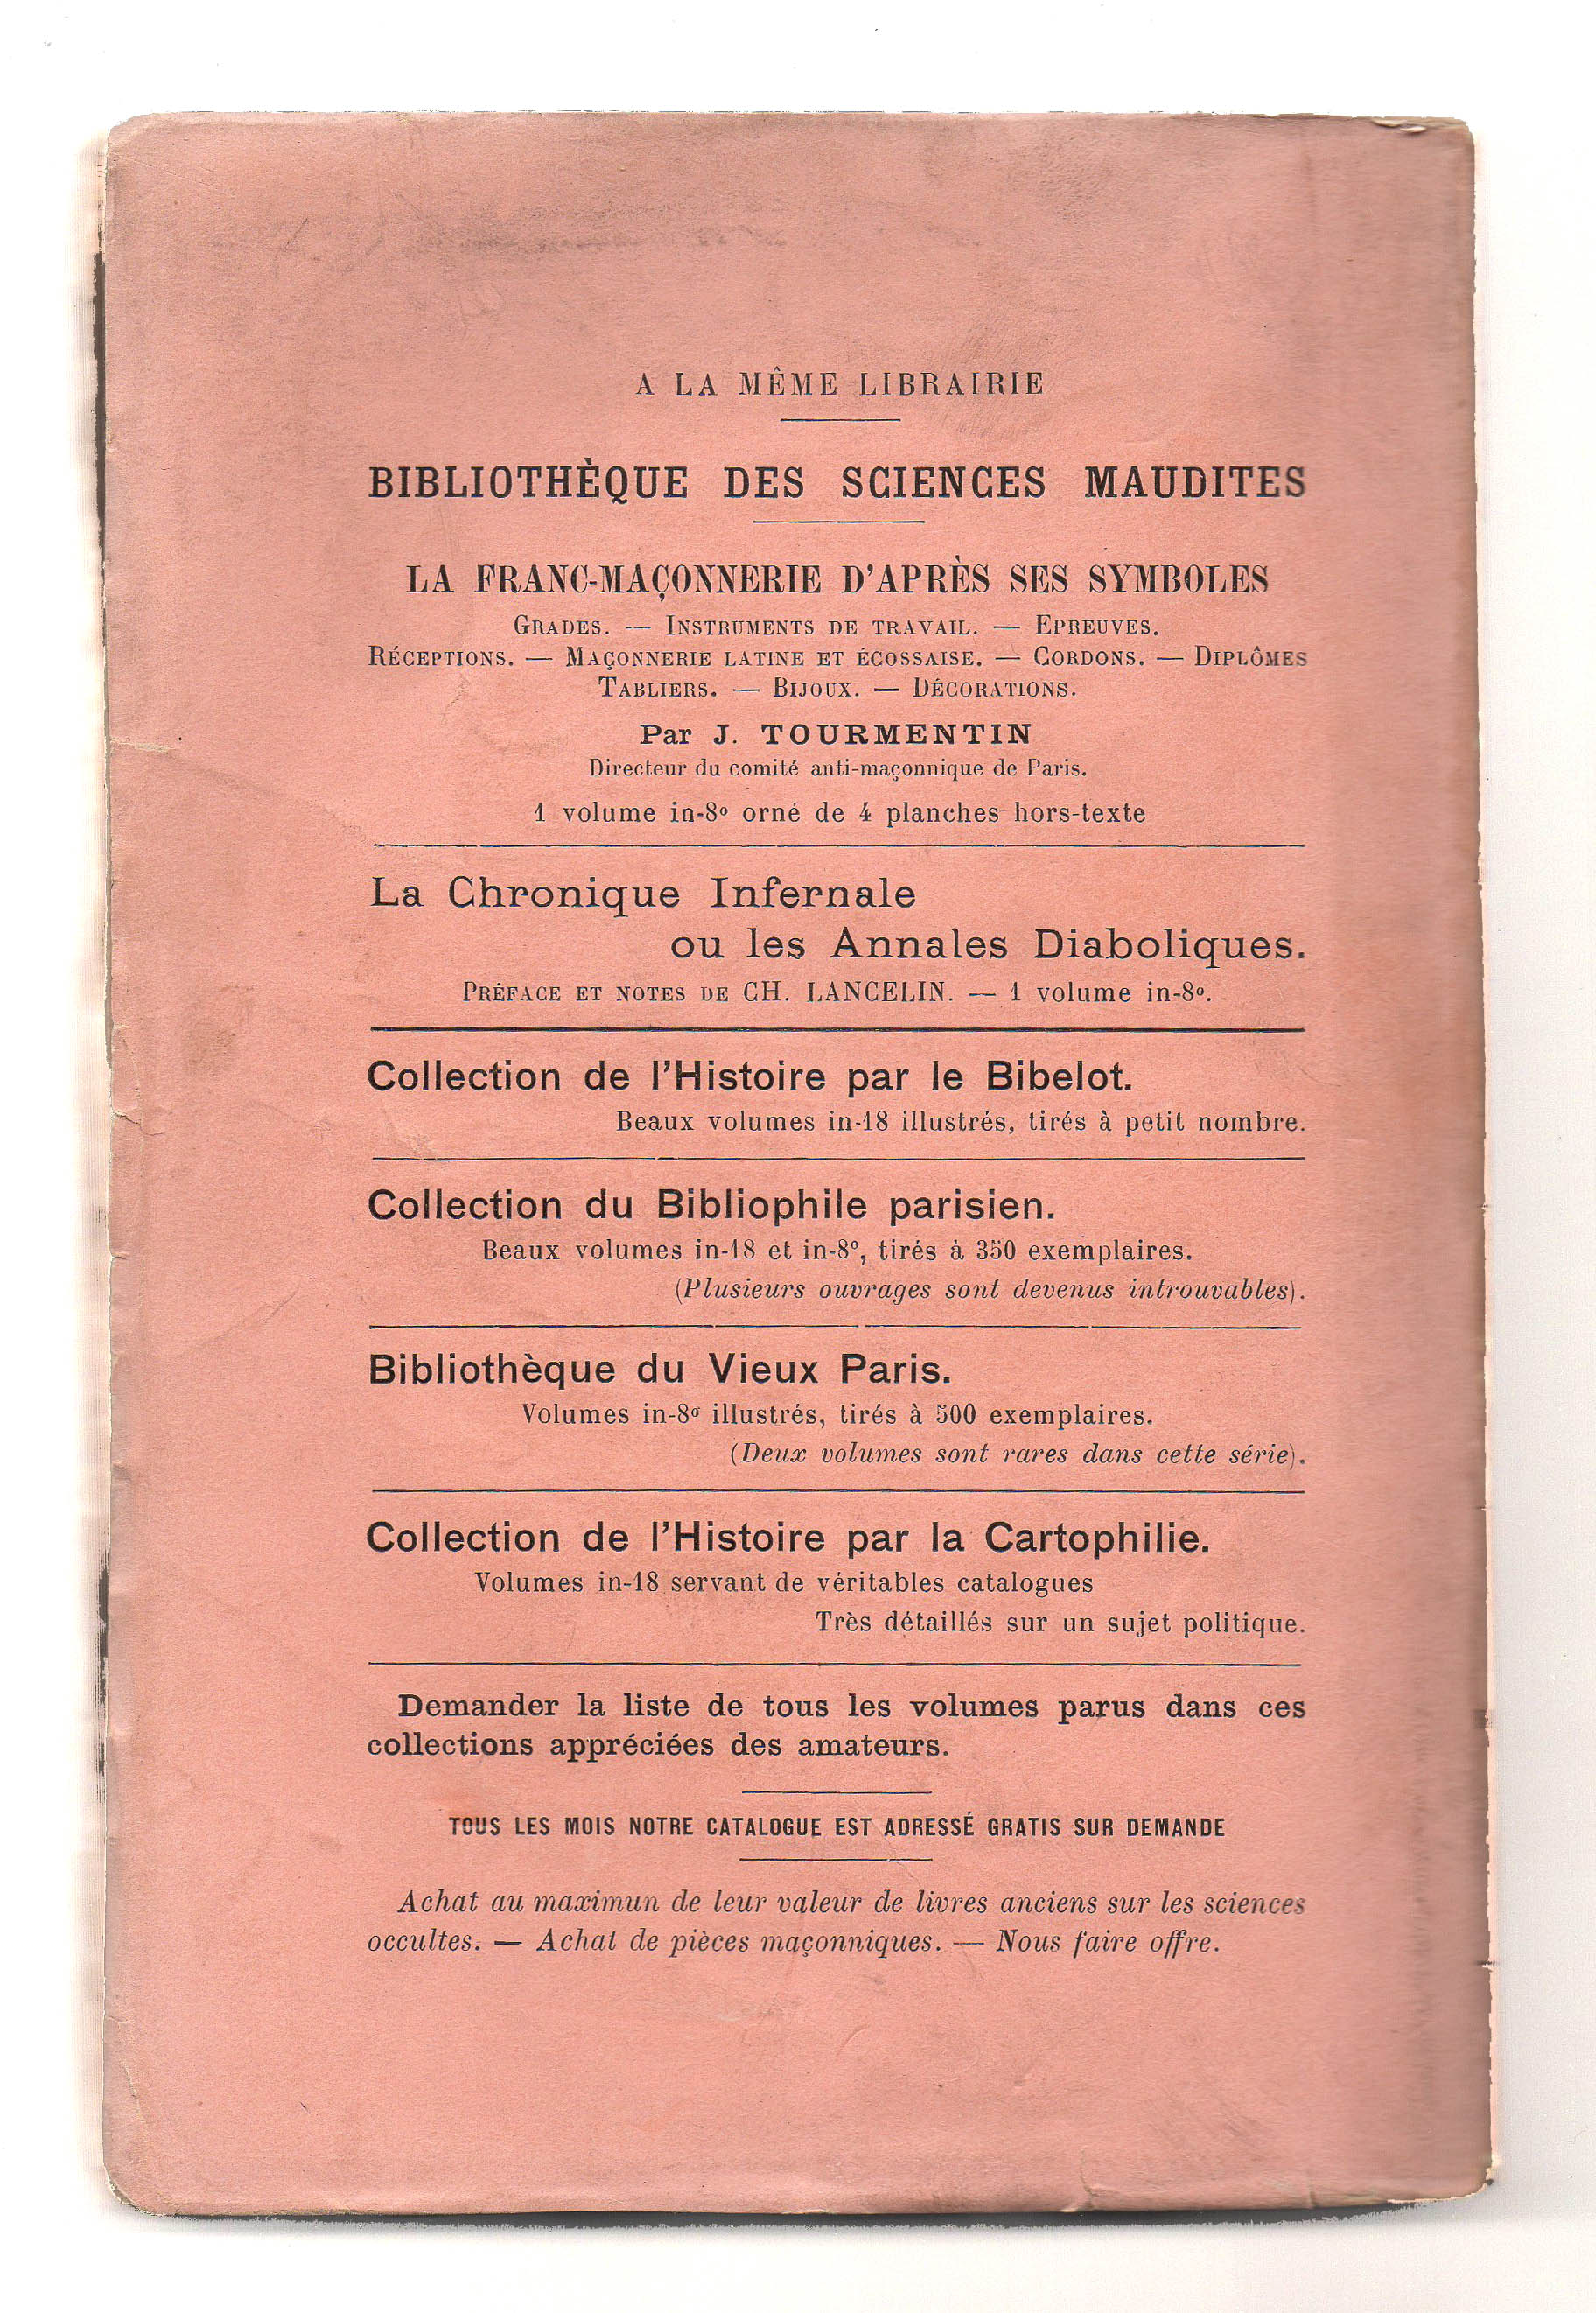 A LA MÊME LIBRAIRIE
BIBLIOTHÈQUE DES SCIENCES MAUDITES
LA FRANC-MAÇONNERIE D'APRÈS SES SYMBOLES
GRADES. — INSTRUMENTS DE TRAVAIL. — EPREUVES.
RÉCEPTIONS. — MAÇONNERIE LATINE ET ÉCOSSAISE. — CORDONS. — DIPLÔMES
TABLIERS. — BIJOUX. — DÉCORATIONS.
Par J. TOURMENTIN
Directeur du comité anti-maçonnique de Paris.
1 volume in-8º orné de 4 planches hors-texte
La Chronique Infernale
ou les Annales Diaboliques.
PRÉFACE ET NOTES DE CH. LANCELIN. — 1 volume in-8º.
Collection de l'Histoire par le Bibelot.
Beaux volumes in-18 illustrés, tirés à petit nombre.
Collection du Bibliophile parisien.
Beaux volumes in-18 et in-8º, tirés à 350 exemplaires.
(Plusieurs ouvrages sont devenus introuvables).
Bibliothèque du Vieux Paris.
Volumes in-8º illustrés, tirés à 500 exemplaires.
(Deux volumes sont rares dans cette série).
Collection de l'Histoire par la Cartophilie.
Volumes in-18 servant de véritables catalogues
Très détaillés sur un sujet politique.
Demander la liste de tous les volumes parus dans ces
collections appréciées des amateurs.
TOUS LES MOIS NOTRE CATALOGUE EST ADRESSÉ GRATIS SUR DEMANDE
Achat au maximun de leur valeur de livres anciens sur les sciences
occultes. — Achat de pièces maçonniques. — Nous faire offre.